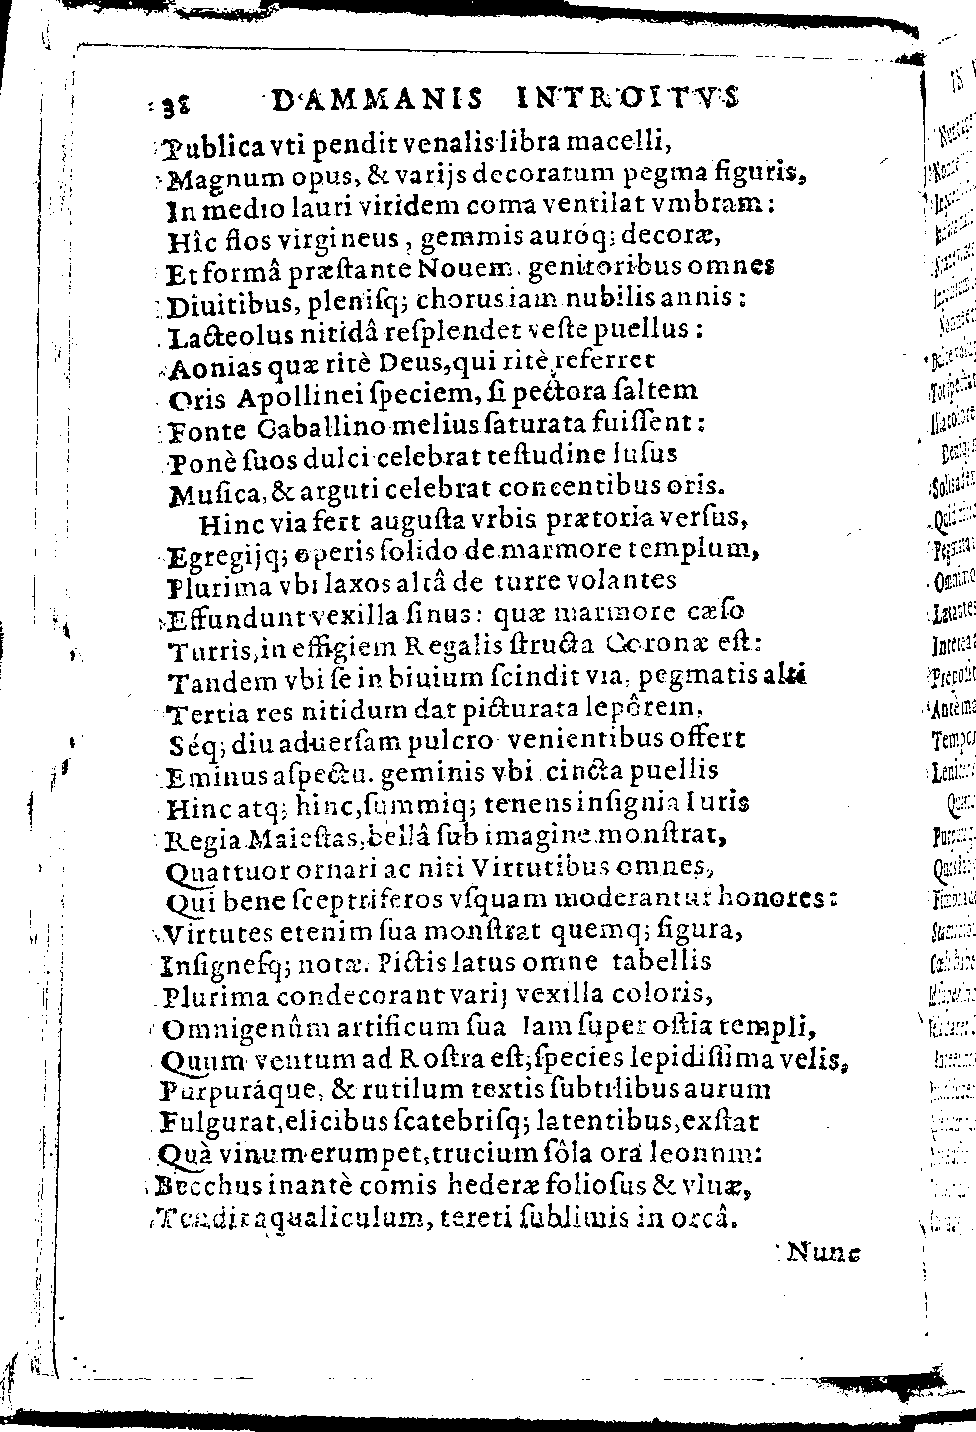 38 DAMMANIS INTROITVS
Publica vti pendit venalis libra macelli,
Magnum opus, & varijs decoratum pegma figuris,
In medio lauri viridem coma ventilat vmbram:
Hîc flos virgineus, gemmis auróq; decoræ,
Et formâ præſtante Nouem. genitoribus omnes
Diuitibus, pleniſq; chorus iam nubilis annis:
Lacteolus nitidâ reſplendet veſte puellus:
Aonias quæ ritè Deus, qui ritè referret
Oris Apollinei ſpeciem, ſi pectora ſaltem
Fonte Caballino melius ſaturata fuiſſent:
Ponè ſuos dulci celebrat teſtudine luſus
Muſica, & arguti celebrat concentibus oris.
Hinc via fert auguſta vrbis prætoria verſus,
Egregijq; operis ſolido de marmore templum,
Plurima vbi laxos altâ de turre volantes
Effundunt vexilla ſinus: quæ marmore cæſo
Turris, in effigiem Regalis ſtructa Coronæ eſt:
Tandem vbi ſe in biuium ſcindit via, pegmatis alti
Tertia res nitidum dat picturata lepôrem.
Séq; diu aduerſam pulcro venientibus offert
Eminus aſpectu. geminis vbi cincta puellis
Hinc atq; hinc, ſummiq; tenens inſignia Iuris
Regia Maieſtas, bellâ ſub imagine monſtrat,
Quattuor ornari ac niti Virtutibus omnes,
Qui bene ſceptriferos vſquam moderantur honores:
Virtutes etenim ſua monſtrat quemq; figura,
Inſigneſq; notæ. Pictis latus omne tabellis
Plurima condecorant varij vexilla coloris,
Omnigenûm artificum ſua Iam ſuper oſtia templi,
Quum ventum ad Roſtra eſt, ſpecies lepidiſſima velis,
Purpuráque, & rutilum textis ſubtilibus aurum
Fulgurat, elicibus ſcatebriſq; latentibus, exſtat
Quà vinum erumpet, trucium ſôla ora leonum:
Bacchus inantè comis hederæ folioſus & vluæ,
Tendit aqualiculum, tereti ſublimis in orcâ.
Nunc